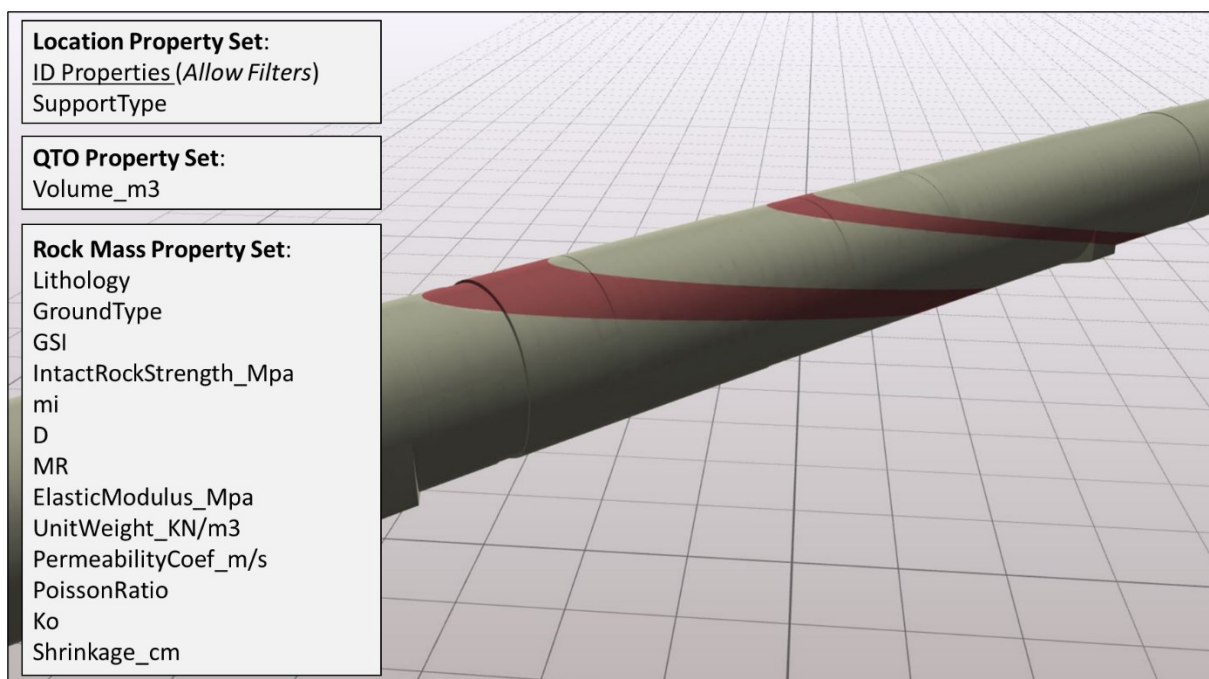 Location Property Set:
ID Properties (Allow Filters)
SupportType
QTO Property Set:
Volume_m3
Rock Mass Property Set:
Lithology
GroundType
GSI
IntactRockStrength_Mpa
mi
D
MR
ElasticModulus_Mpa
UnitWeight_KN/m3
PermeabilityCoef_m/s
PoissonRatio
Ko
Shrinkage_cm